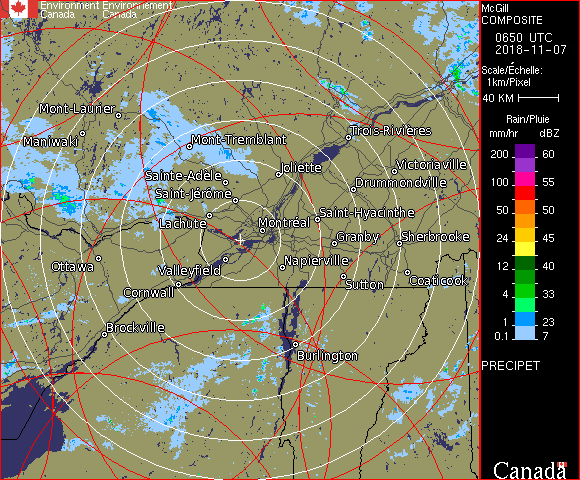 Environment Environnement
Canada Canada
McGill
COMPOSITE
0650 UTC
2018-11-07
Scale/Échelle:
1km/Pixel
40 KM
Rain/Pluie
mm/hr dBZ
200 60
100 55
50 50
24 45
12 40
4 33
1 23
0.1 7
PRECIPET
Canada
Mont-Laurier
Maniwaki
Mont-Tremblant
Trois-Rivières
Joliette
Victoriaville
Sainte-Adèle
Drummondville
Saint-Jérôme
Lachute
Saint-Hyacinthe
Montréal
Granby
Sherbrooke
Ottawa
Valleyfield
Napierville
Cornwall
Sutton
Coaticook
Brockville
Burlington